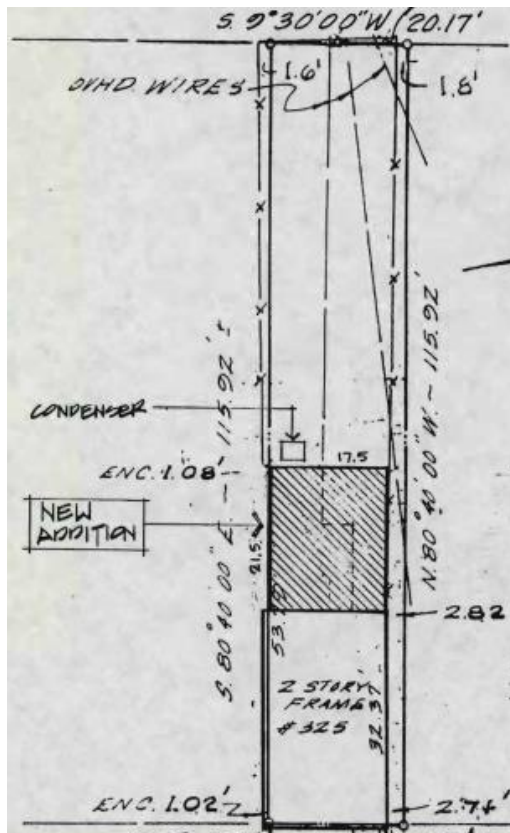 S. 9°30'00"W (20.17'
1.6'
OVHD. WIRES
1.8'
S. 80°40'00" E. — 115.92'±
N. 80°40'00" W. — 115.92'
CONDENSER
17.5
ENC. 1.08'
NEW
ADDITION
21.5
2.82
2 STORY
FRAME
# 325
32.37'
ENC. 1.02'
2.74'